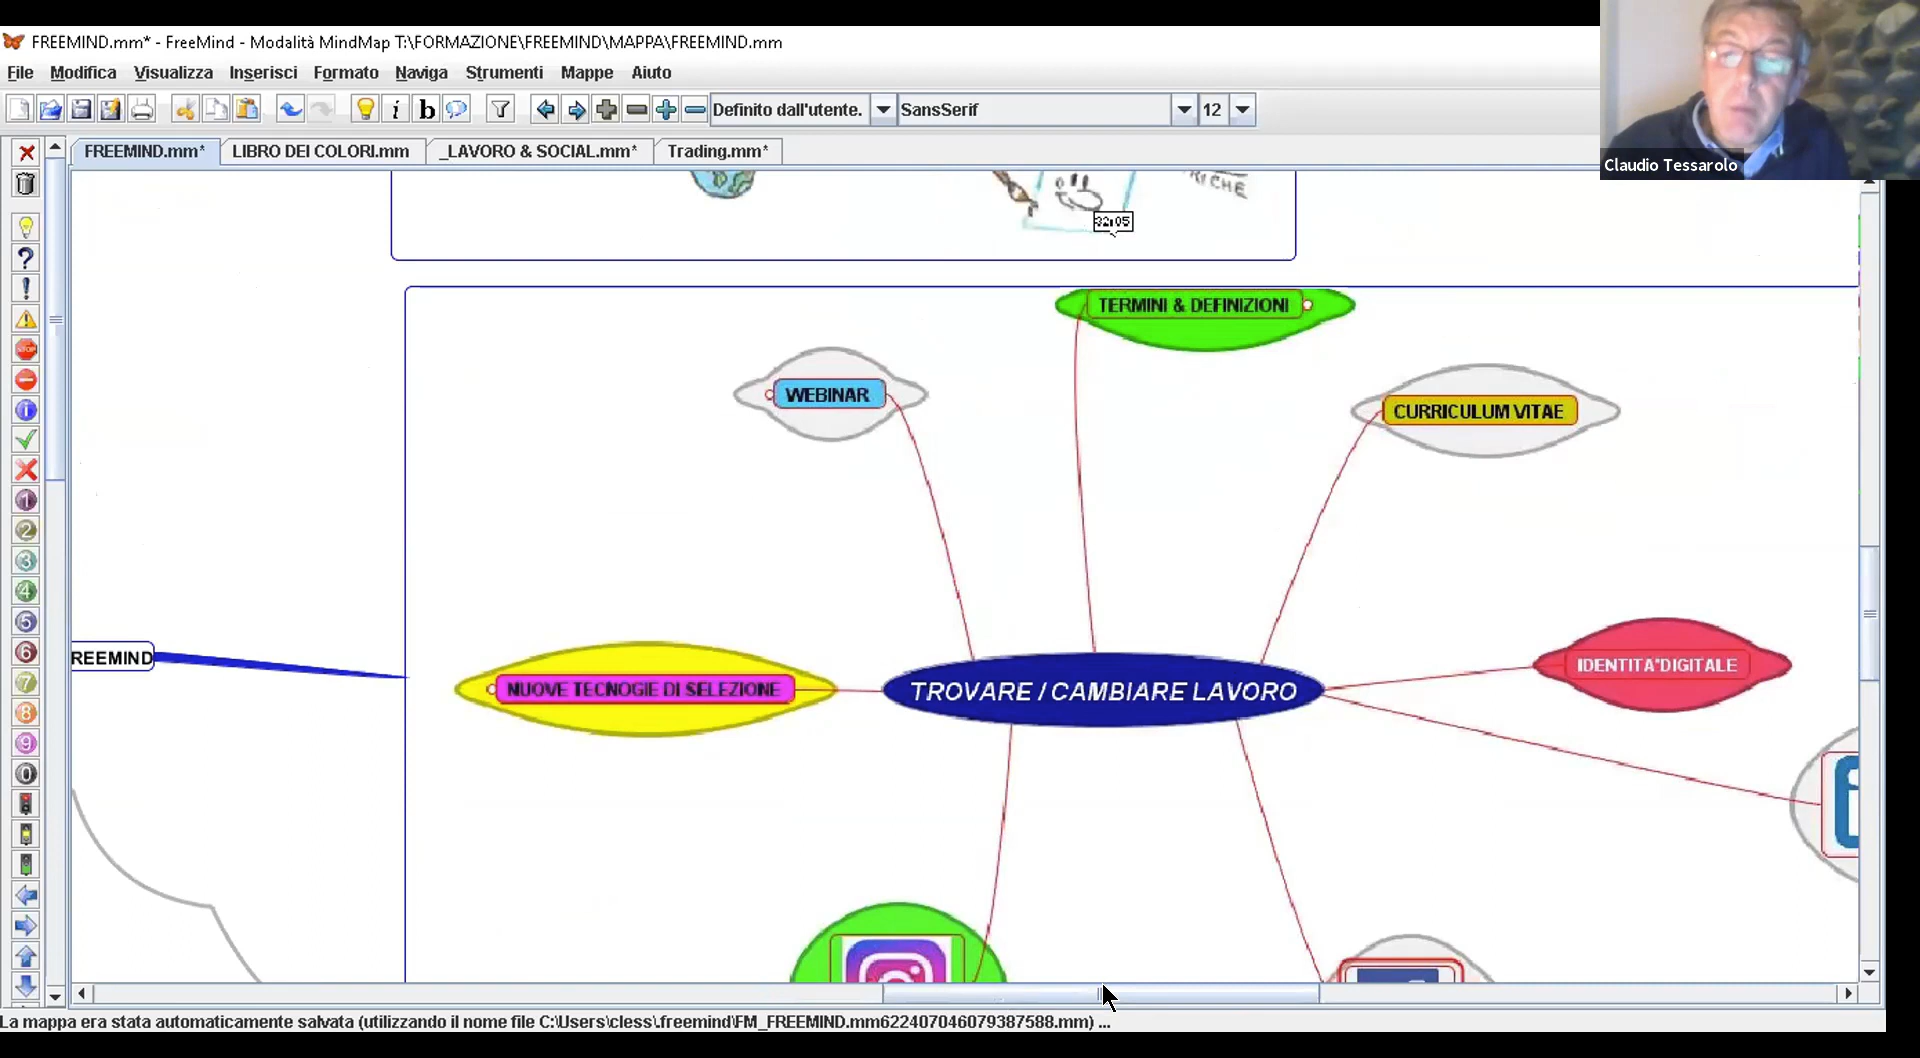 FREEMIND.mm* - FreeMind - Modalità MindMap T:\FORMAZIONE\FREEMIND\MAPPA\FREEMIND.mm
File Modifica Visualizza Inserisci Formato Naviga Strumenti Mappe Aiuto
Definito dall'utente. SansSerif 12
Claudio Tessarolo
FREEMIND.mm* LIBRO DEI COLORI.mm _LAVORO & SOCIAL.mm* Trading.mm*
RICHE
32:05
TERMINI & DEFINIZIONI
WEBINAR
CURRICULUM VITAE
REEMIND
IDENTITA'DIGITALE
NUOVE TECNOGIE DI SELEZIONE
TROVARE / CAMBIARE LAVORO
La mappa era stata automaticamente salvata (utilizzando il nome file C:\Users\cless\.freemind\FM_FREEMIND.mm622407046079387588.mm) ...